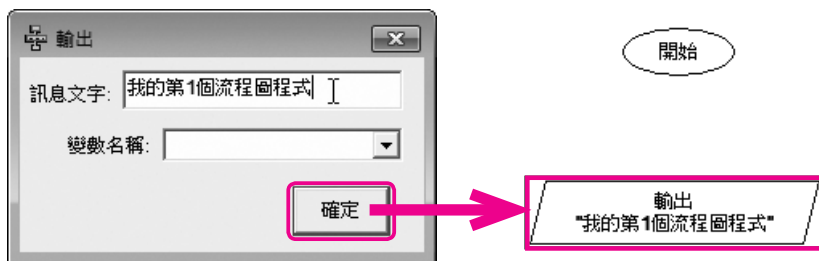 輸出
訊息文字: 我的第1個流程圖程式
變數名稱:
確定
開始
輸出
"我的第1個流程圖程式"